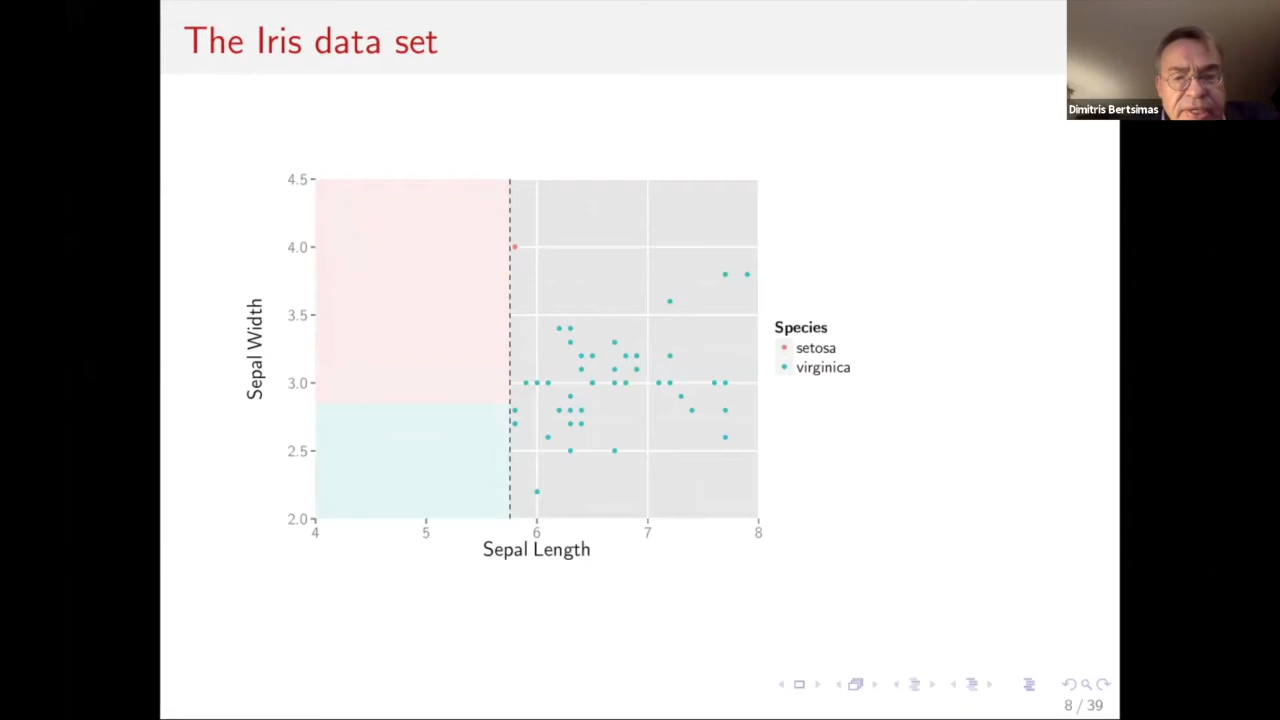 The Iris data set
Dimitris Bertsimas
4.5
4.0
3.5
3.0
2.5
2.0
Sepal Width
4 5 6 7 8
Sepal Length
Species
setosa
virginica
8 / 39